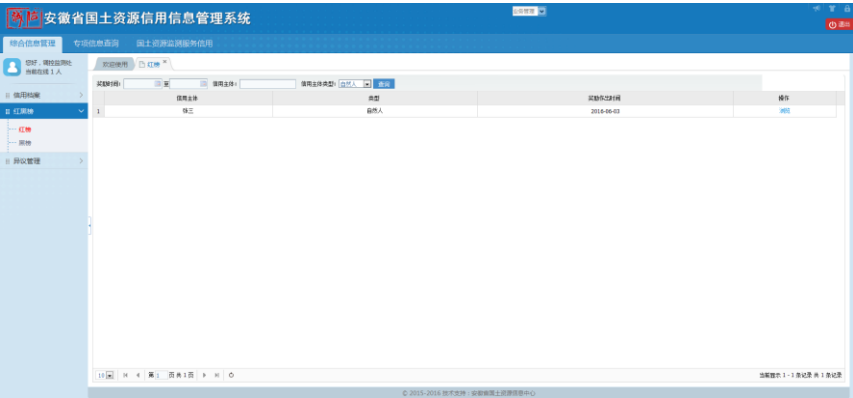 安徽省国土资源信用信息管理系统
退出
综合信息管理 专项信息查询 国土资源监测服务信用
您好，调控监测处
当前在线 1 人
欢迎使用 红榜
奖励时间: 至 信用主体: 信用主体类型: 自然人 查询
信用档案
信用主体 类型 奖励作出时间 操作
红黑榜
1 张三 自然人 2016-06-03 浏览
红榜
黑榜
异议管理
10 第 1 页共1页 当前显示 1 - 1 条记录 共 1 条记录
© 2015-2016 技术支持：安徽省国土资源信息中心